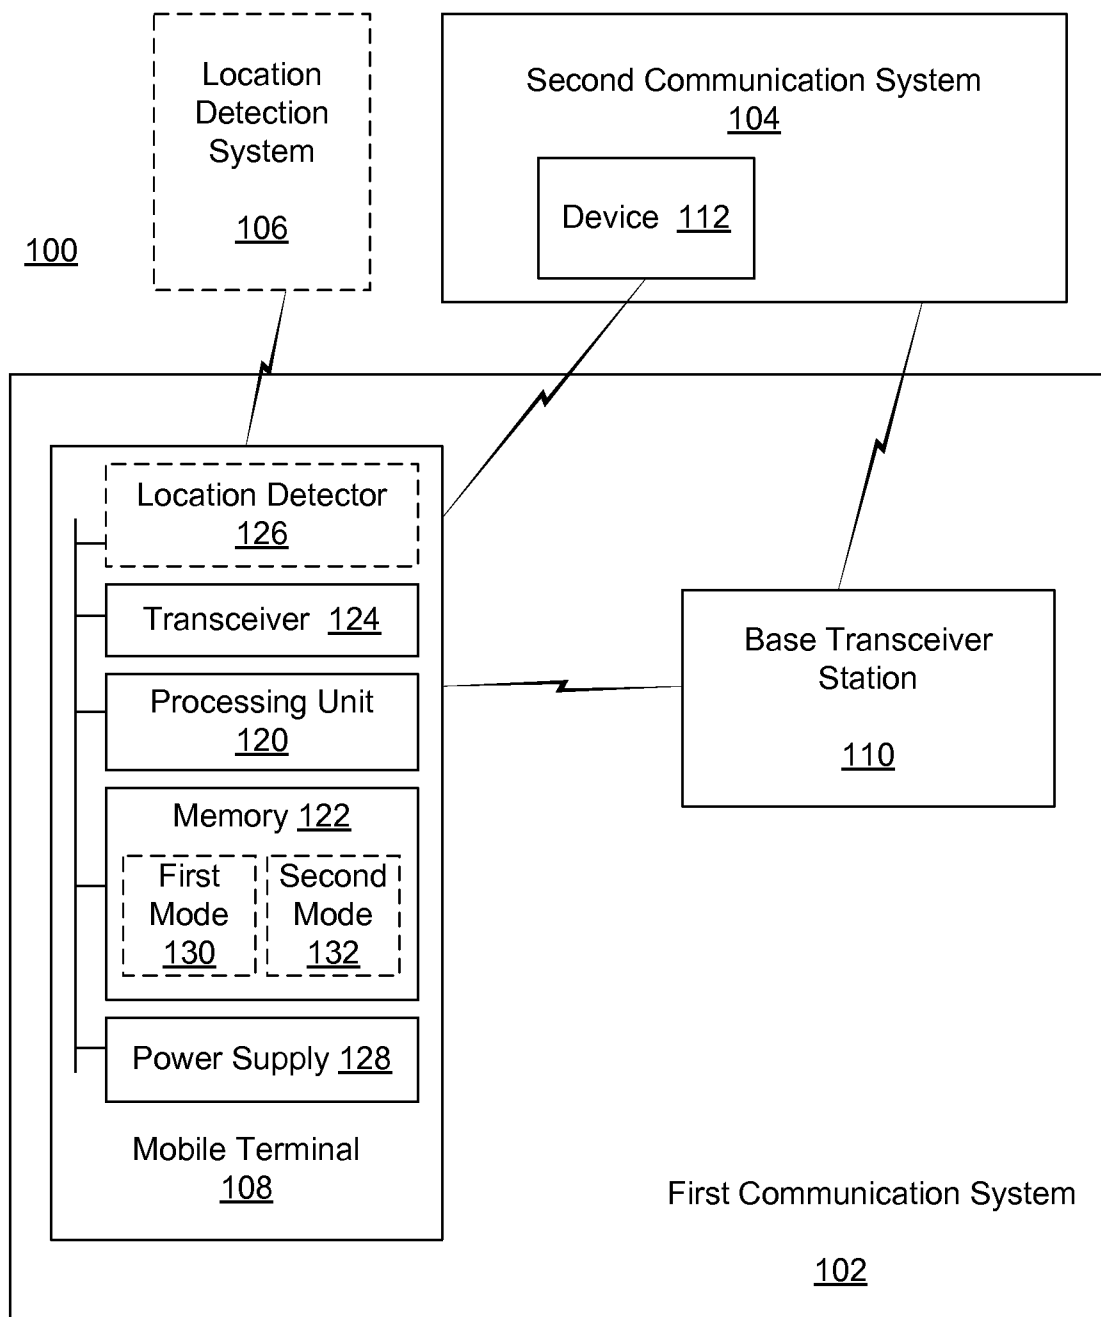 Location
Detection
System
106
Second Communication System
104
Device 112
100
Location Detector
126
Transceiver 124
Processing Unit
120
Memory 122
First
Mode
130
Second
Mode
132
Power Supply 128
Mobile Terminal
108
Base Transceiver
Station
110
First Communication System
102